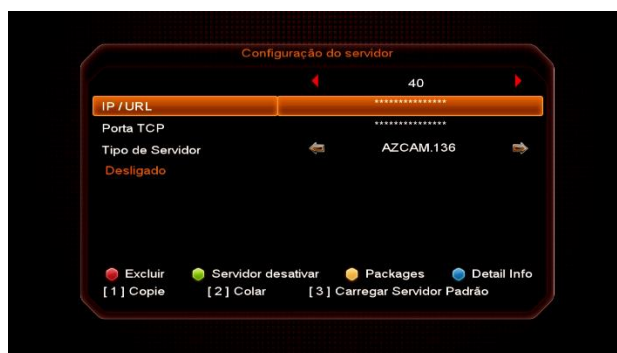 Configuração do servidor
40
IP / URL ***************
Porta TCP ***************
Tipo de Servidor AZCAM.136
Desligado
Excluir Servidor desativar Packages Detail Info
[ 1 ] Copie [ 2 ] Colar [ 3 ] Carregar Servidor Padrão